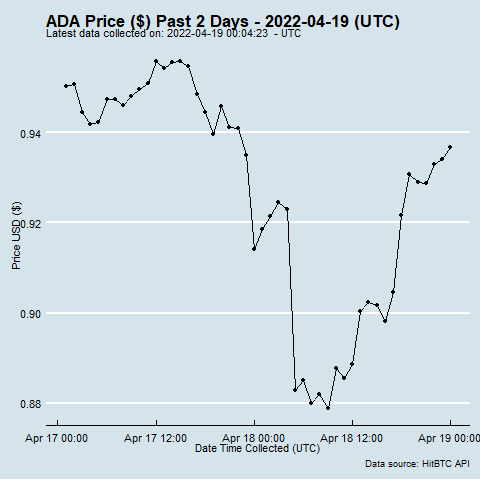 ADA Price ($) Past 2 Days - 2022-04-19 (UTC)
Latest data collected on: 2022-04-19 00:04:23 - UTC
Price USD ($)
0.94
0.92
0.90
0.88
Apr 17 00:00 Apr 17 12:00 Apr 18 00:00 Apr 18 12:00 Apr 19 00:00
Date Time Collected (UTC)
Data source: HitBTC API